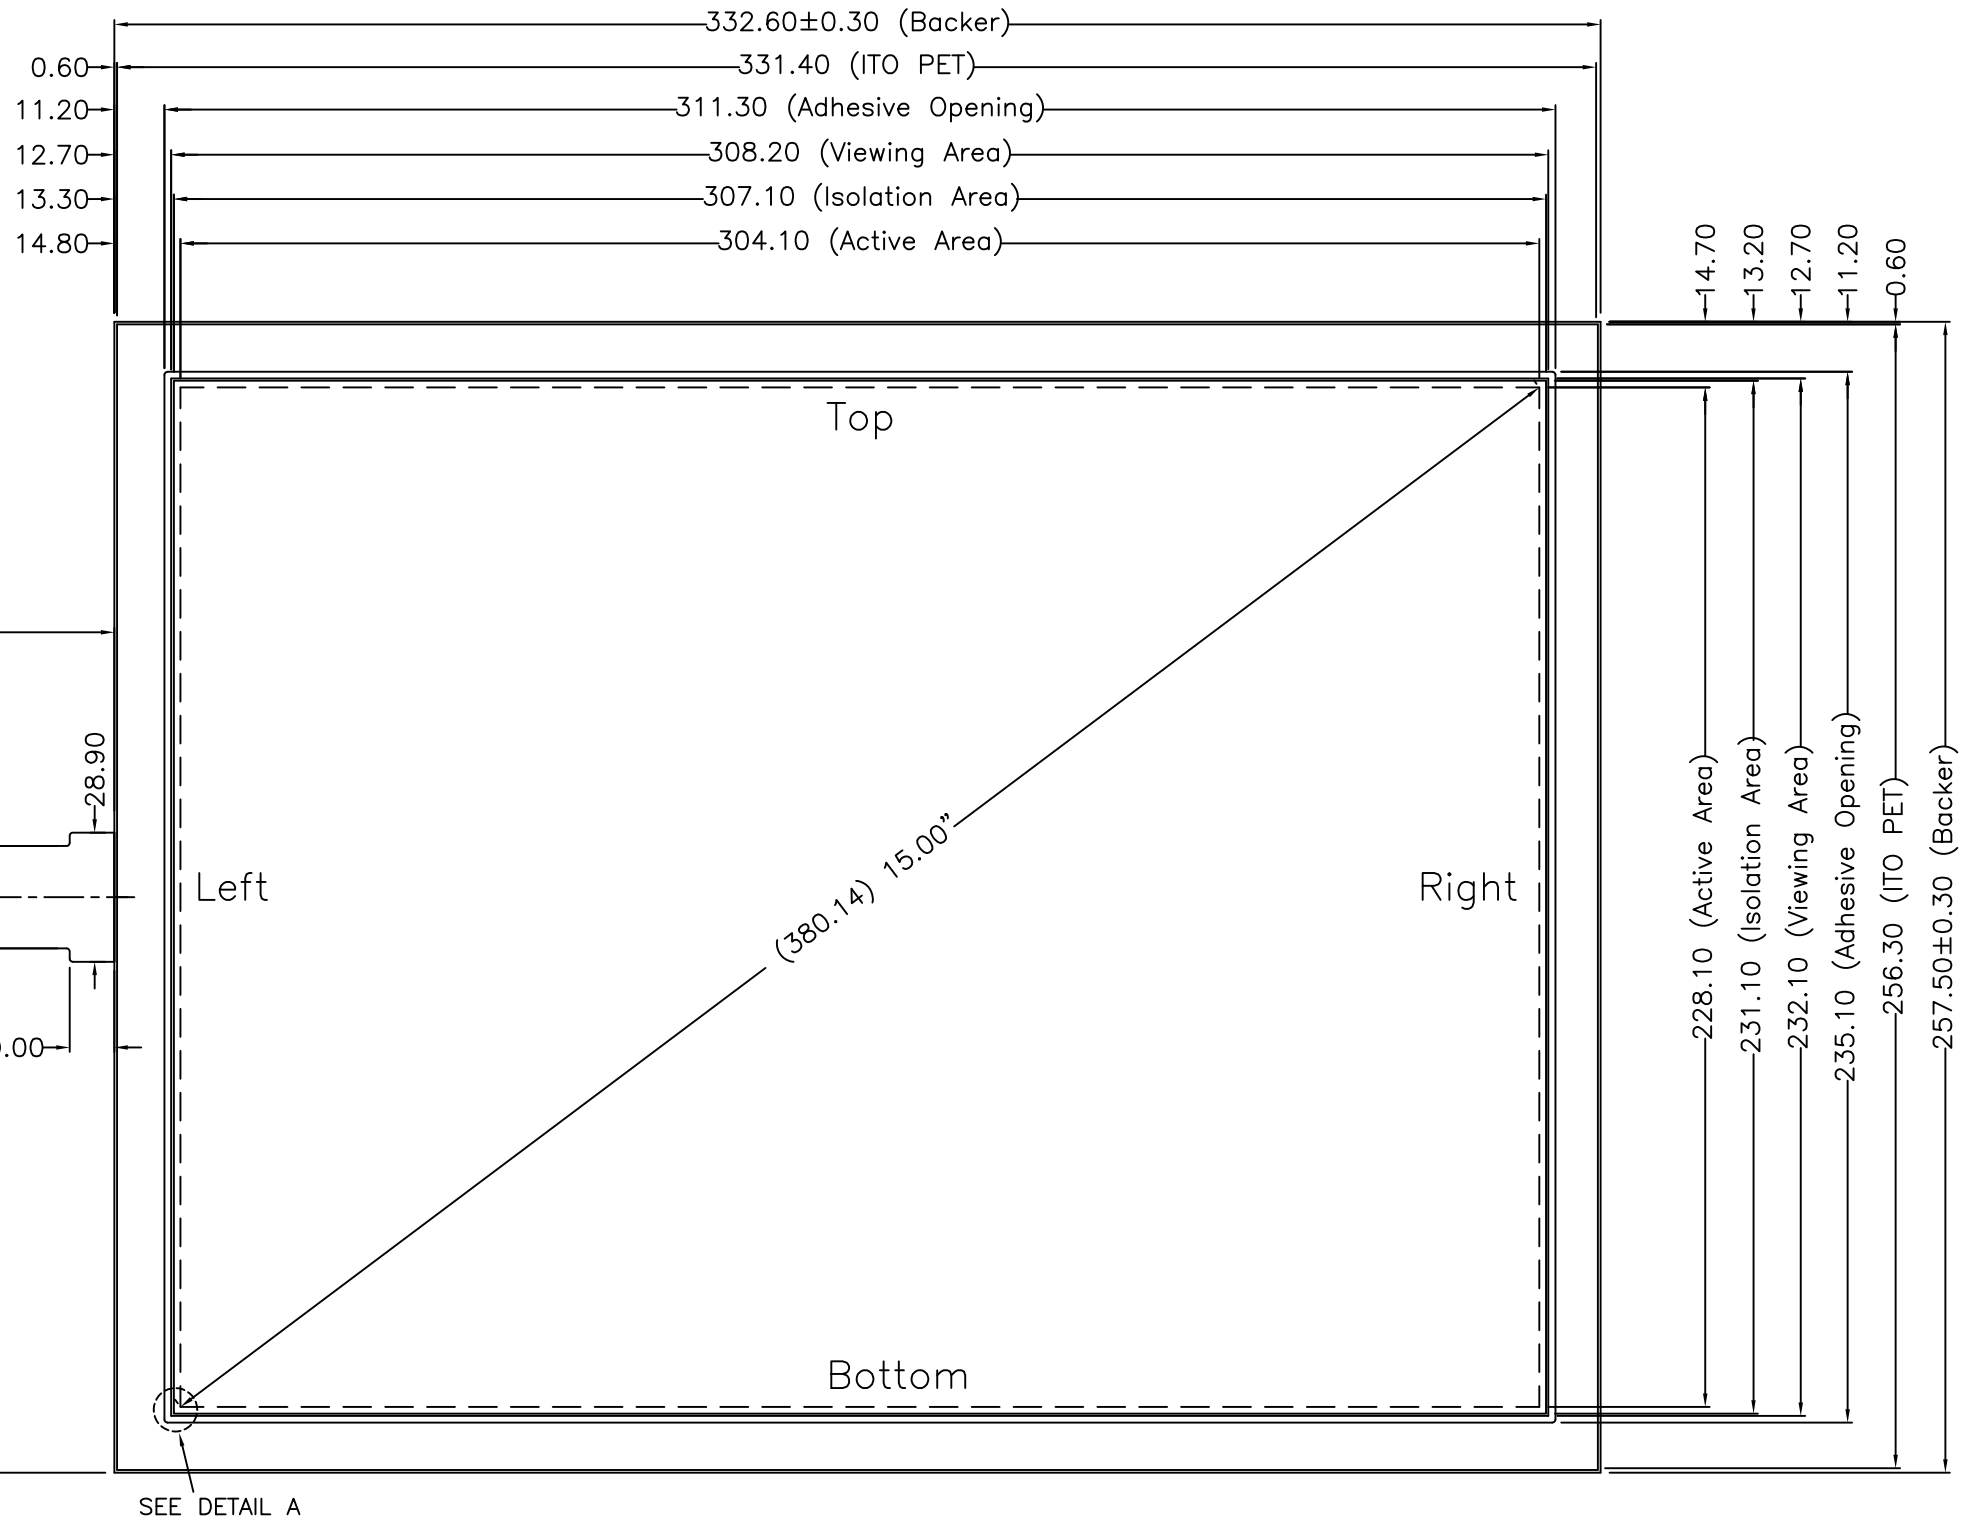 332.60±0.30 (Backer)
0.60
331.40 (ITO PET)
11.20
311.30 (Adhesive Opening)
12.70
308.20 (Viewing Area)
13.30
307.10 (Isolation Area)
14.80
304.10 (Active Area)
14.70
13.20
12.70
11.20
0.60
Top
28.90
Left
(380.14) 15.00”
Right
228.10 (Active Area)
231.10 (Isolation Area)
232.10 (Viewing Area)
235.10 (Adhesive Opening)
256.30 (ITO PET)
257.50±0.30 (Backer)
.00
Bottom
SEE DETAIL A